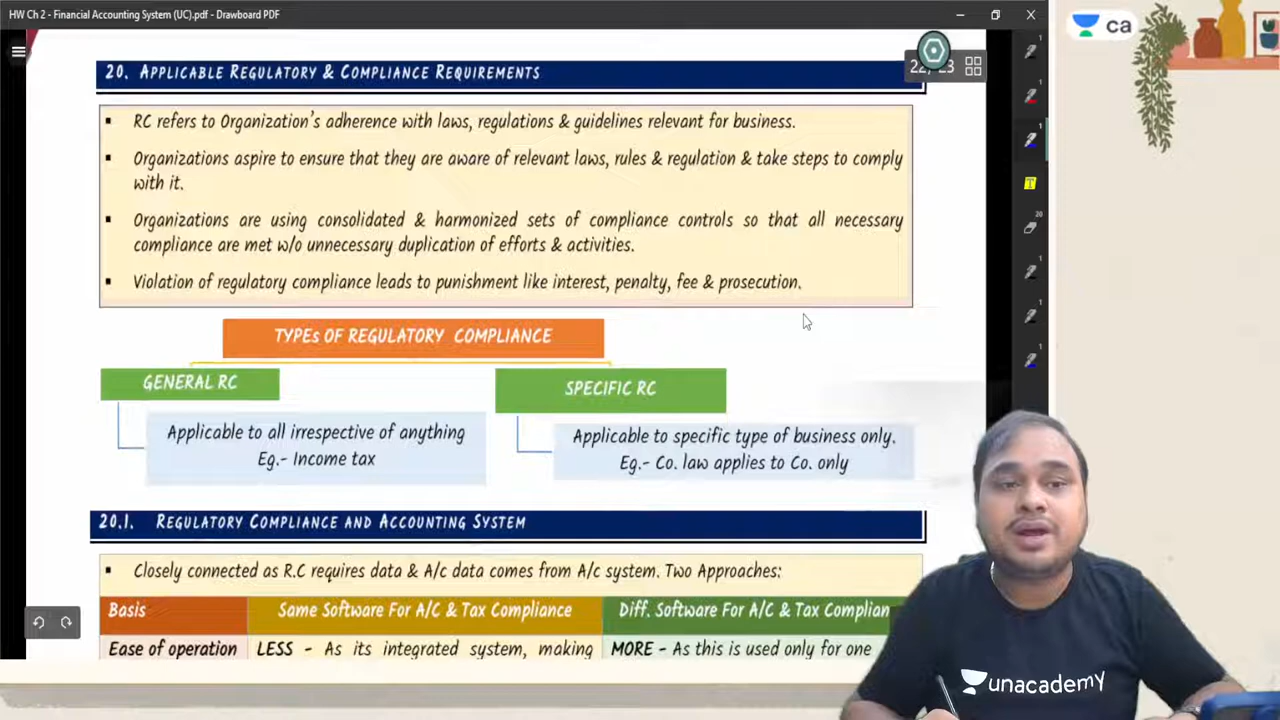 HW Ch 2 - Financial Accounting System (UC).pdf - Drawboard PDF
ca
20. APPLICABLE REGULATORY & COMPLIANCE REQUIREMENTS
▪ RC refers to Organization's adherence with laws, regulations & guidelines relevant for business.
▪ Organizations aspire to ensure that they are aware of relevant laws, rules & regulation & take steps to comply
with it.
▪ Organizations are using consolidated & harmonized sets of compliance controls so that all necessary
compliance are met w/o unnecessary duplication of efforts & activities.
▪ Violation of regulatory compliance leads to punishment like interest, penalty, fee & prosecution.
TYPEs OF REGULATORY COMPLIANCE
GENERAL RC
SPECIFIC RC
Applicable to all irrespective of anything
Eg.- Income tax
Applicable to specific type of business only.
Eg.- Co. law applies to Co. only
20.1. REGULATORY COMPLIANCE AND ACCOUNTING SYSTEM
▪ Closely connected as R.C requires data & A/c data comes from A/c system. Two Approaches:
Basis Same Software For A/C & Tax Compliance Diff. Software For A/C & Tax Complian
Ease of operation LESS - As its integrated system, making MORE - As this is used only for one
1
1
1
T
20
1
1
1
unacademy